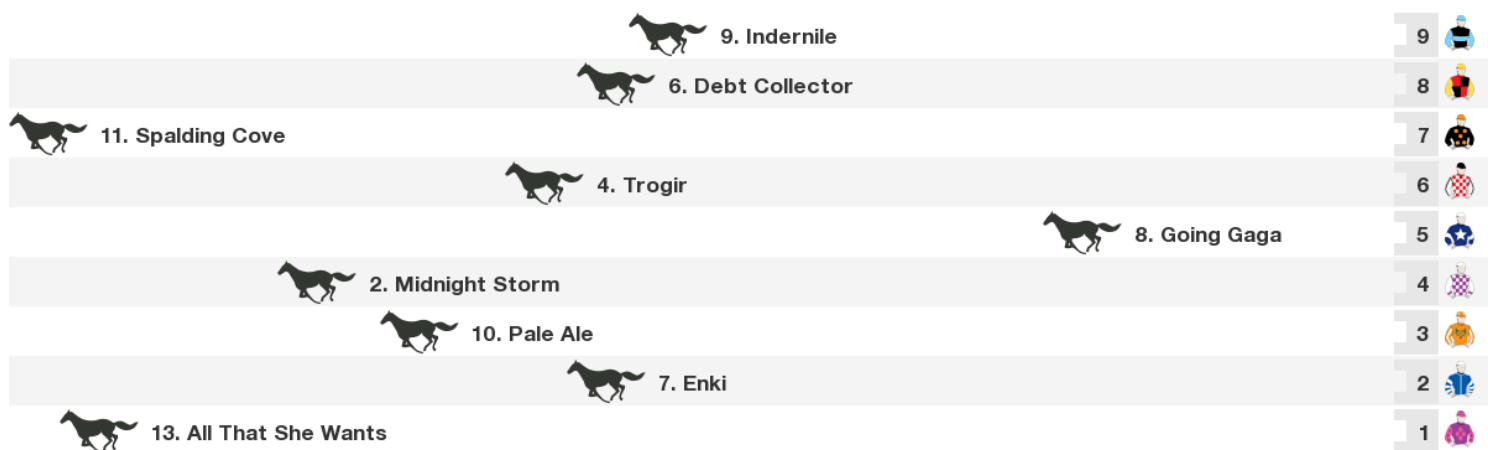 9. Indernile 9
6. Debt Collector 8
11. Spalding Cove 7
4. Trogir 6
8. Going Gaga 5
2. Midnight Storm 4
10. Pale Ale 3
7. Enki 2
13. All That She Wants 1